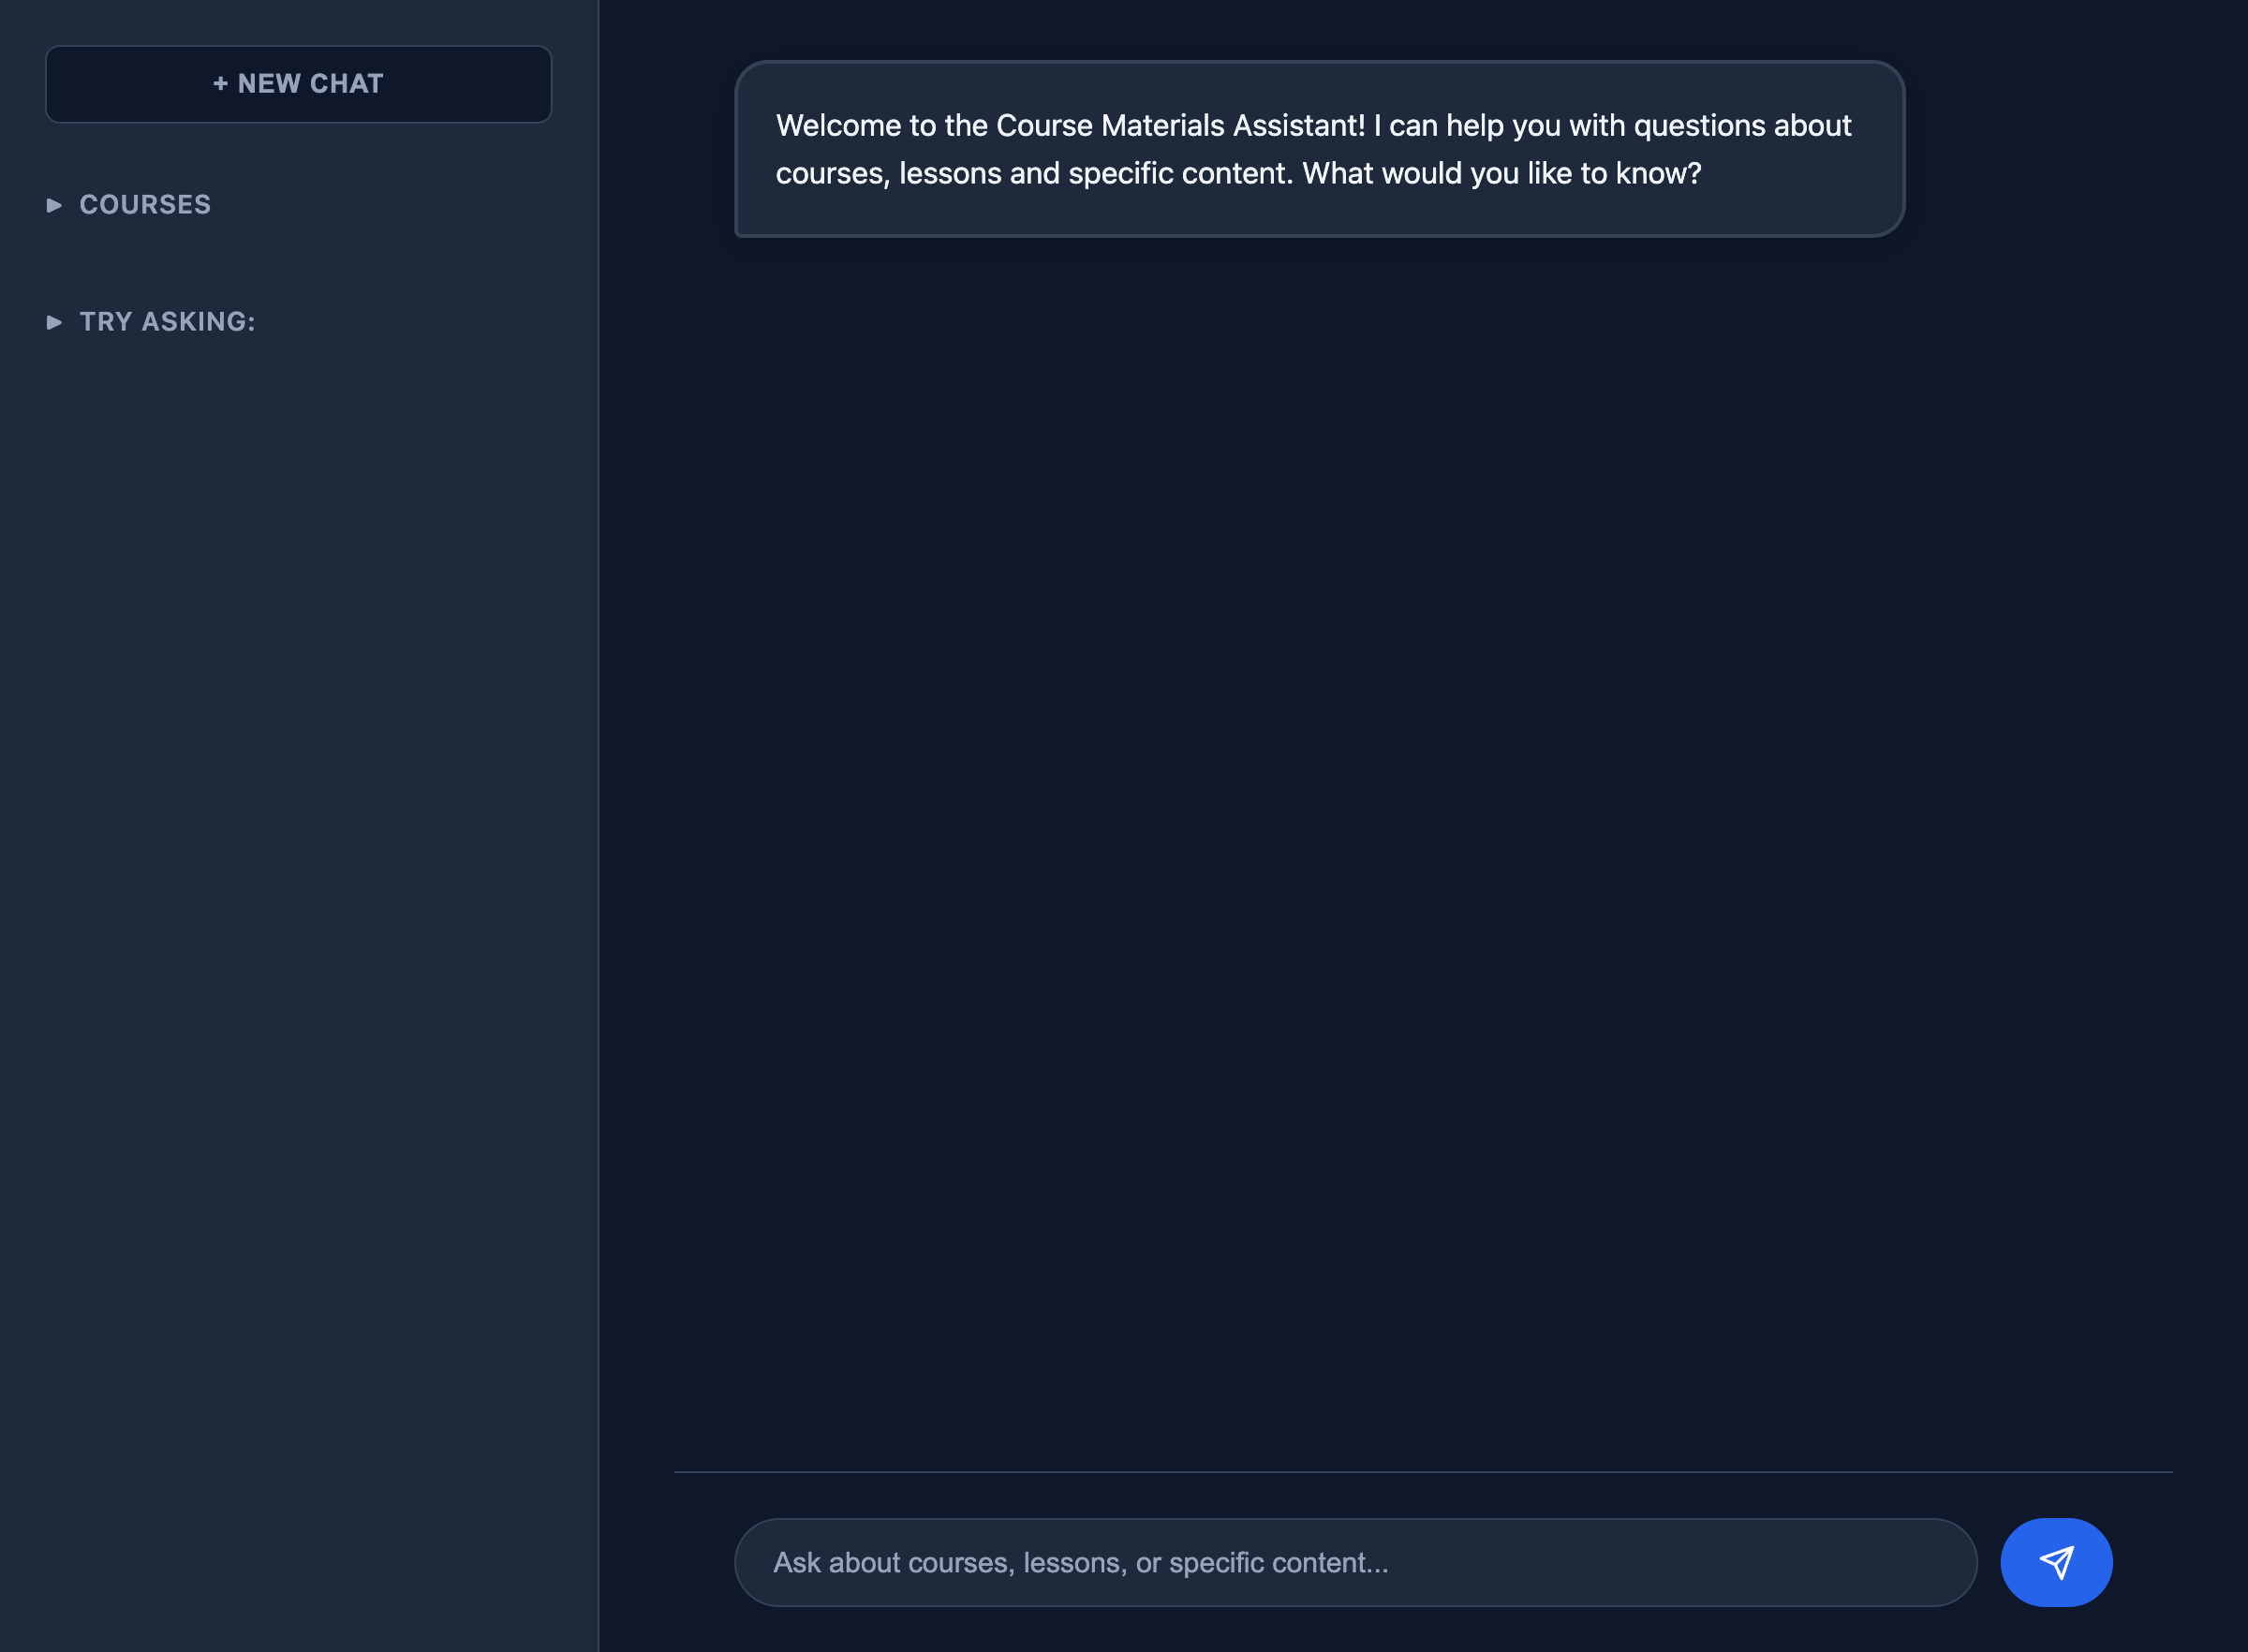 + NEW CHAT
▶ COURSES
▶ TRY ASKING:
Welcome to the Course Materials Assistant! I can help you with questions about
courses, lessons and specific content. What would you like to know?
Ask about courses, lessons, or specific content...